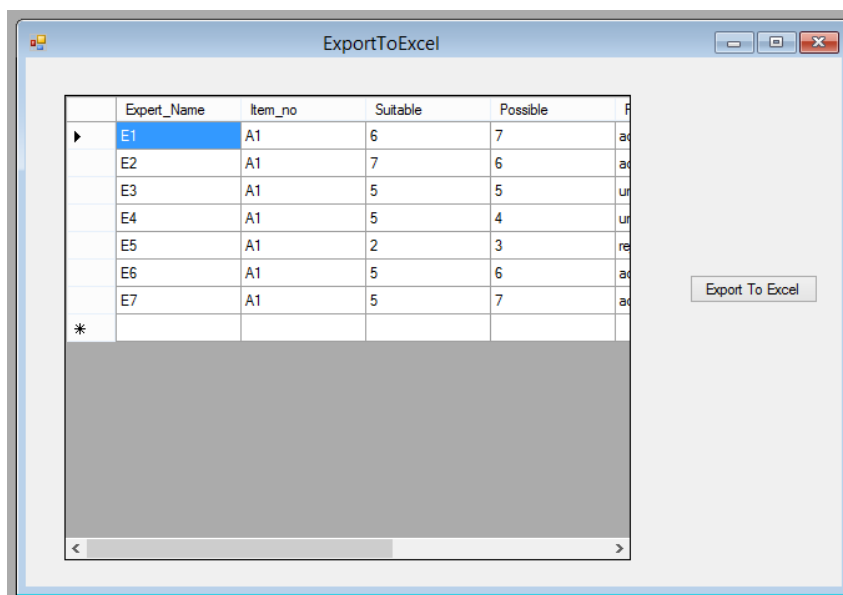 ExportToExcel
Expert_Name Item_no Suitable Possible
E1 A1 6 7
E2 A1 7 6
E3 A1 5 5
E4 A1 5 4
E5 A1 2 3
E6 A1 5 6
E7 A1 5 7
Export To Excel